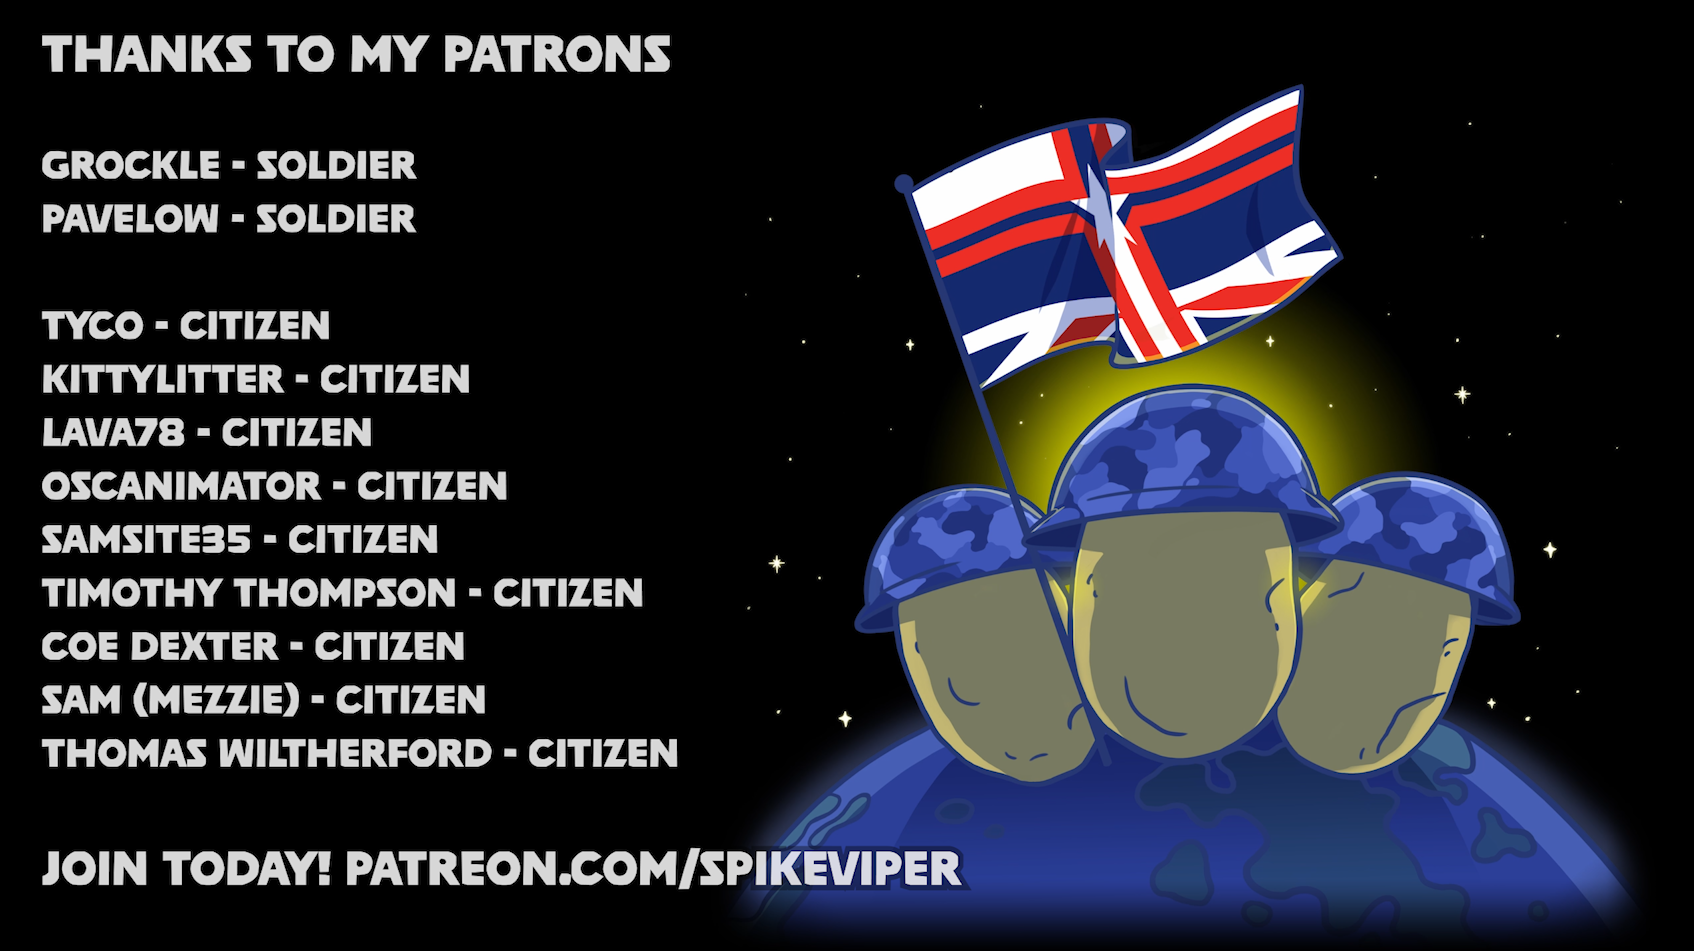 THANKS TO MY PATRONS
GROCKLE - SOLDIER
PAVELOW - SOLDIER
TYCO - CITIZEN
KITTYLITTER - CITIZEN
LAVA78 - CITIZEN
OSCANIMATOR - CITIZEN
SAMSITE35 - CITIZEN
TIMOTHY THOMPSON - CITIZEN
COE DEXTER - CITIZEN
SAM (MEZZIE) - CITIZEN
THOMAS WILTHERFORD - CITIZEN
JOIN TODAY! PATREON.COM/SPIKEVIPER